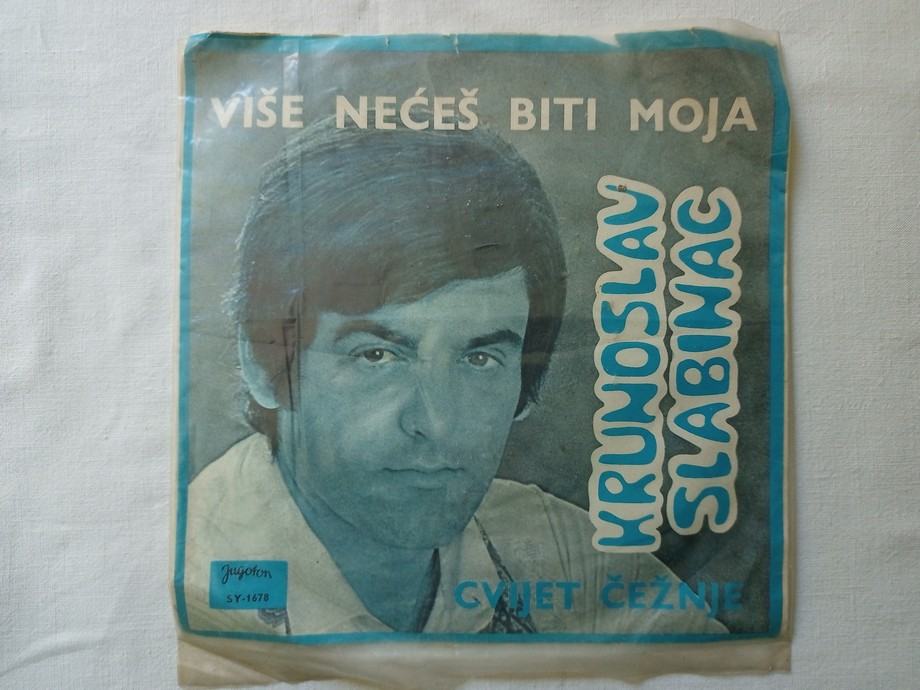 VIŠE NEĆEŠ BITI MOJA
KRUNOSLAV
SLABINAC
Jugoton
SY-1678
CVIJET ČEŽNJE